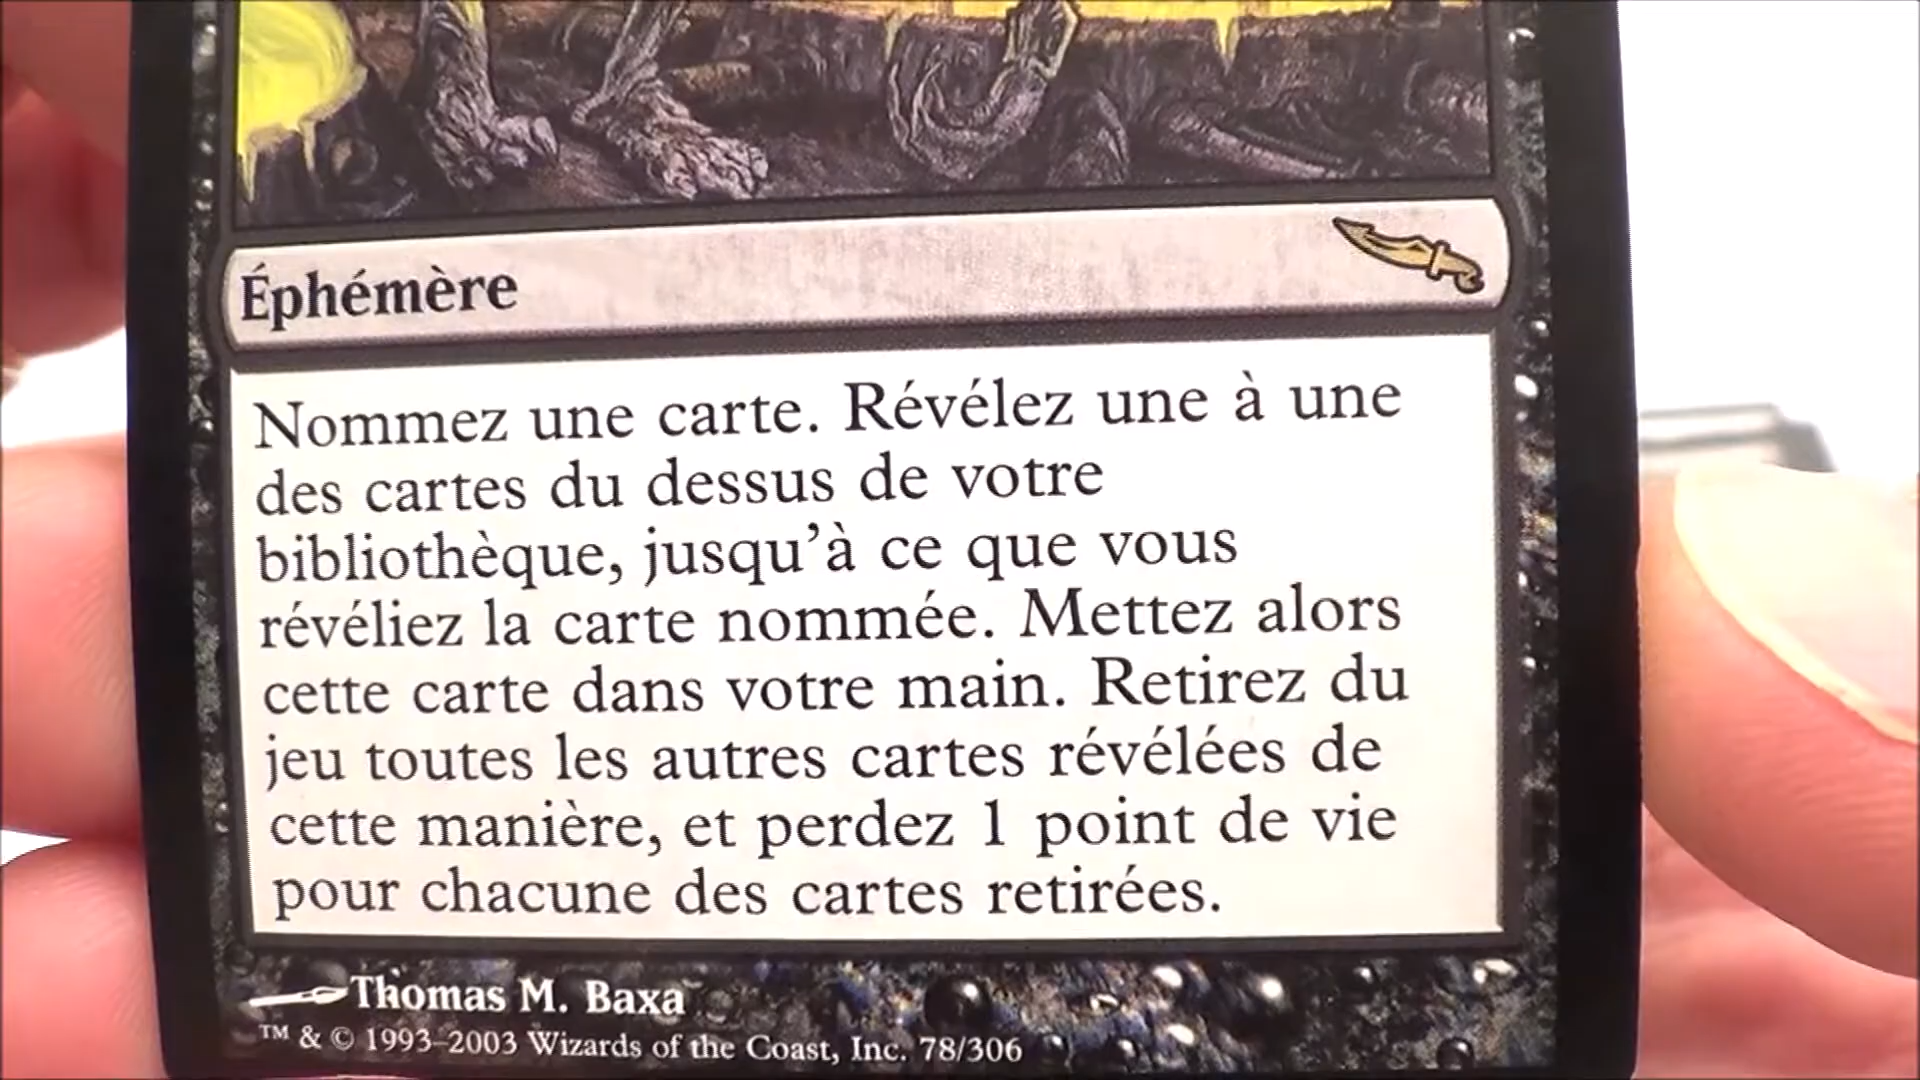 Éphémère
Nommez une carte. Révélez une à une
des cartes du dessus de votre
bibliothèque, jusqu’à ce que vous
révéliez la carte nommée. Mettez alors
cette carte dans votre main. Retirez du
jeu toutes les autres cartes révélées de
cette manière, et perdez 1 point de vie
pour chacune des cartes retirées.
Thomas M. Baxa
™ & © 1993–2003 Wizards of the Coast, Inc. 78/306